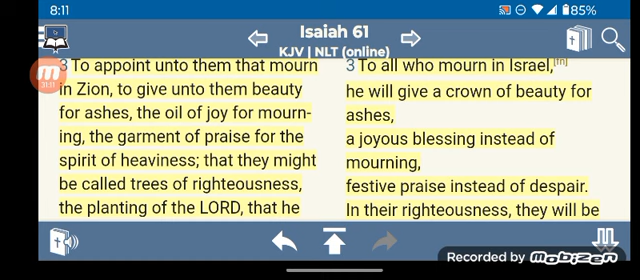 8:11
85%
Isaiah 61
KJV | NLT (online)
3 To appoint unto them that mourn
in Zion, to give unto them beauty
for ashes, the oil of joy for mourn-
ing, the garment of praise for the
spirit of heaviness; that they might
be called trees of righteousness,
the planting of the LORD, that he
3 To all who mourn in Israel,[fn]
he will give a crown of beauty for
ashes,
a joyous blessing instead of
mourning,
festive praise instead of despair.
In their righteousness, they will be
Recorded by MOBIZEN